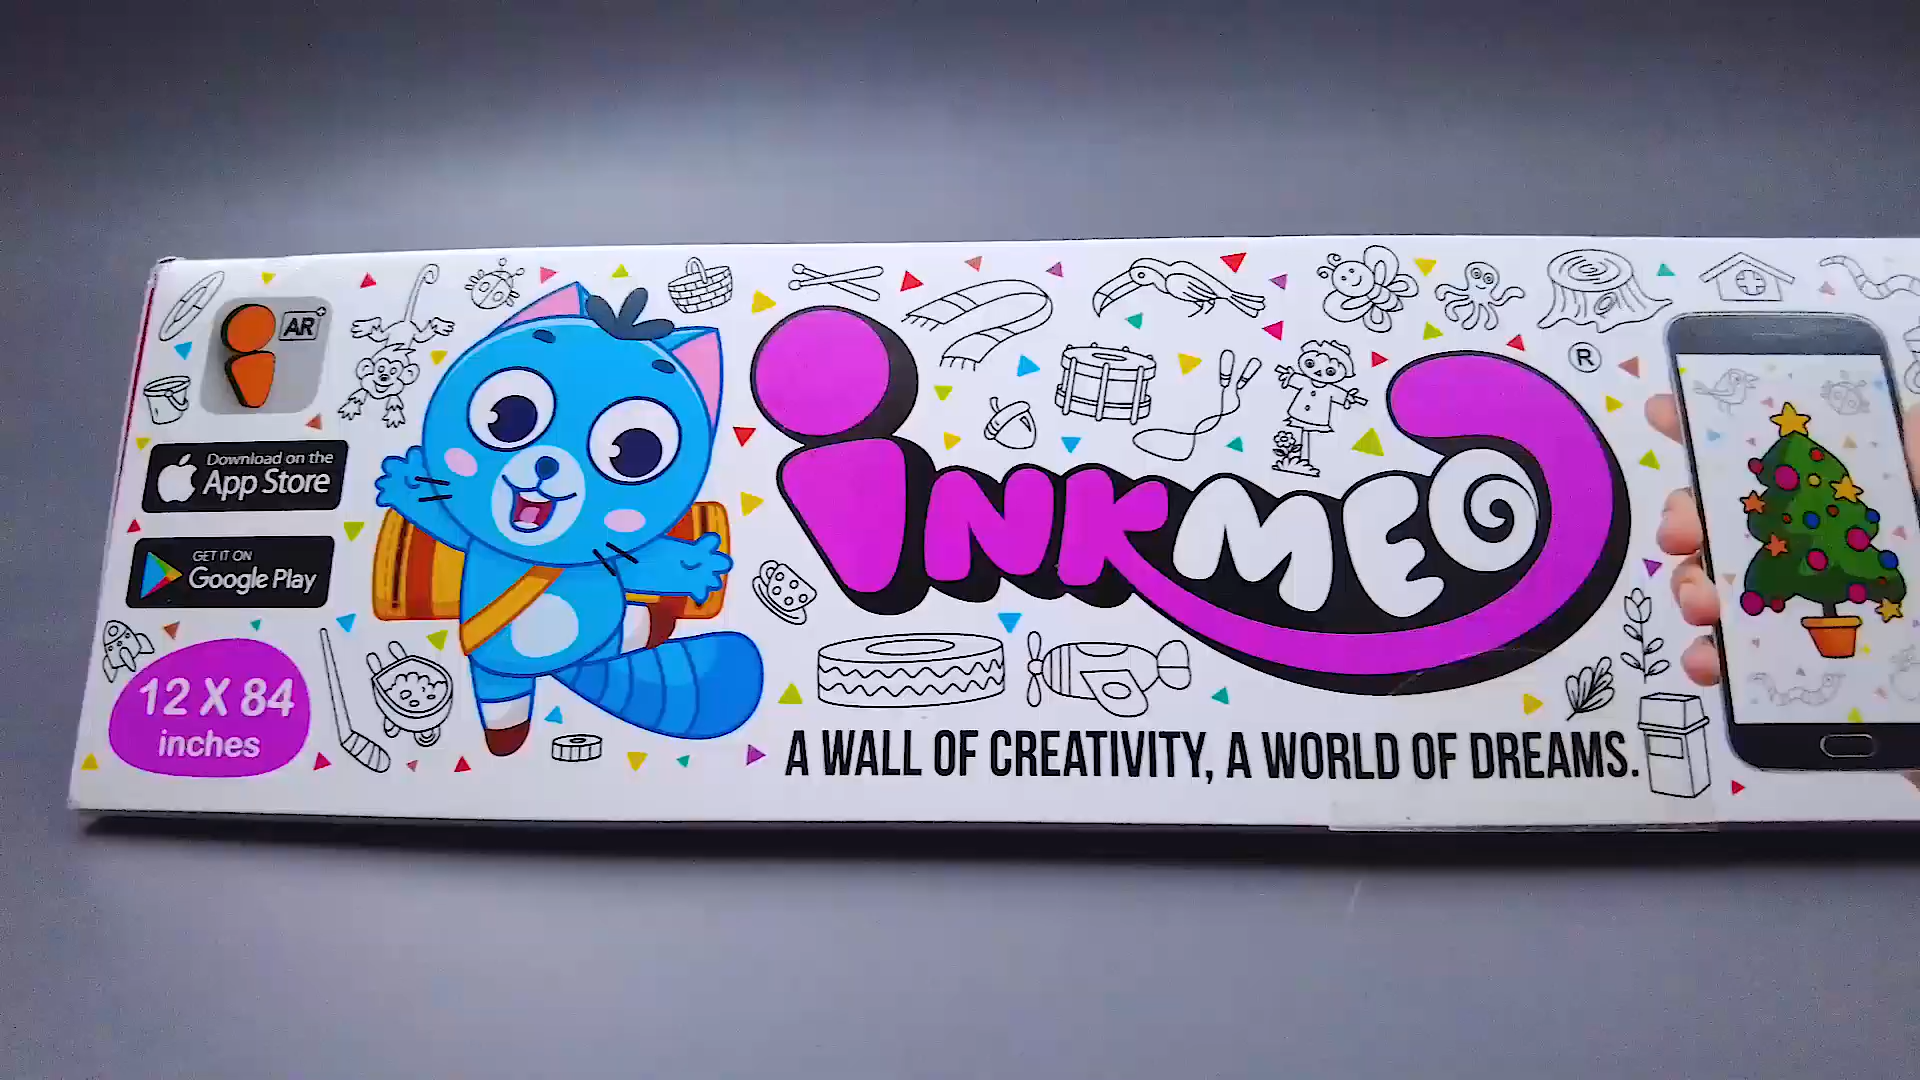 AR+
Download on the
App Store
GET IT ON
Google Play
12 X 84
inches
inkmeo
®
A WALL OF CREATIVITY, A WORLD OF DREAMS.